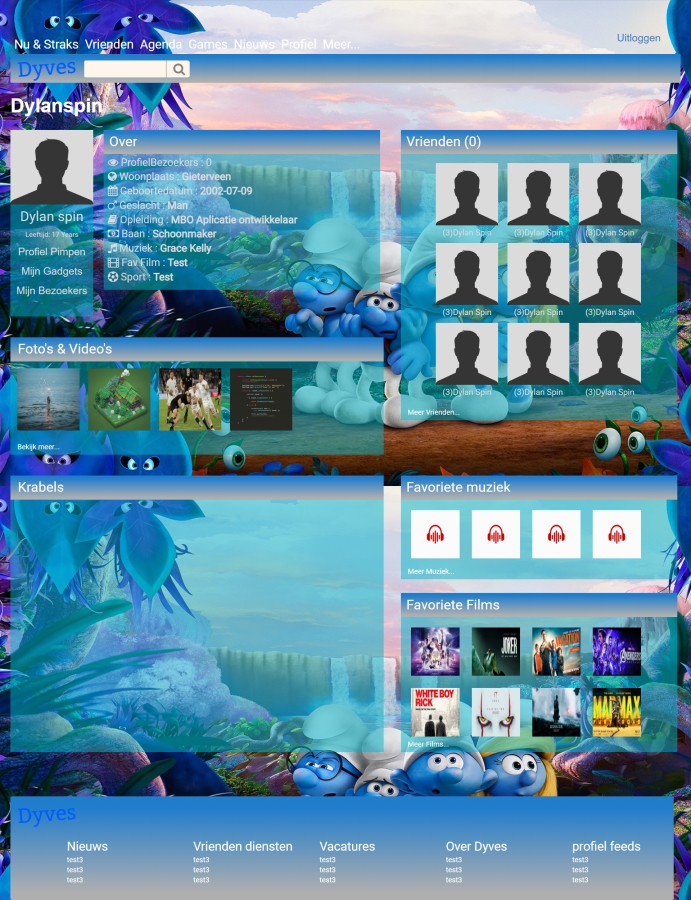 Uitloggen
Nu & Straks Vrienden Agenda Games Nieuws Profiel Meer...
Dyves
Dylanspin
Over
ProfielBezoekers : 0
Woonplaats : Gieterveen
Geboortedatum : 2002-07-09
Geslacht : Man
Opleiding : MBO Aplicatie ontwikkelaar
Baan : Schoonmaker
Muziek : Grace Kelly
Fav Film : Test
Sport : Test
Dylan spin
Leeftijd: 17 Years
Profiel Pimpen
Mijn Gadgets
Mijn Bezoekers
Vrienden (0)
(3)Dylan Spin (3)Dylan Spin (3)Dylan Spin
(3)Dylan Spin (3)Dylan Spin (3)Dylan Spin
(3)Dylan Spin (3)Dylan Spin (3)Dylan Spin
Meer Vrienden...
Foto's & Video's
Bekijk meer...
Krabels
Favoriete muziek
Meer Muziek...
Favoriete Films
JOKER
AVENGERS
WHITE BOY
RICK
MAD MAX
Meer Films...
Dyves
Nieuws Vrienden diensten Vacatures Over Dyves profiel feeds
test3 test3 test3 test3 test3
test3 test3 test3 test3 test3
test3 test3 test3 test3 test3